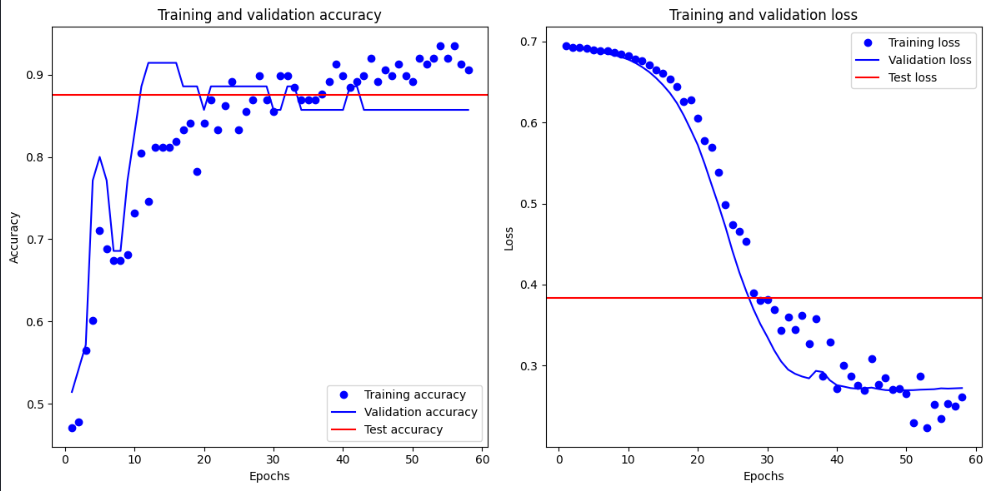 Training and validation accuracy
Accuracy
0.9
0.8
0.7
0.6
0.5
0
10
20
30
40
50
60
Epochs
Training accuracy
Validation accuracy
Test accuracy
Training and validation loss
Loss
0.7
0.6
0.5
0.4
0.3
0
10
20
30
40
50
60
Epochs
Training loss
Validation loss
Test loss